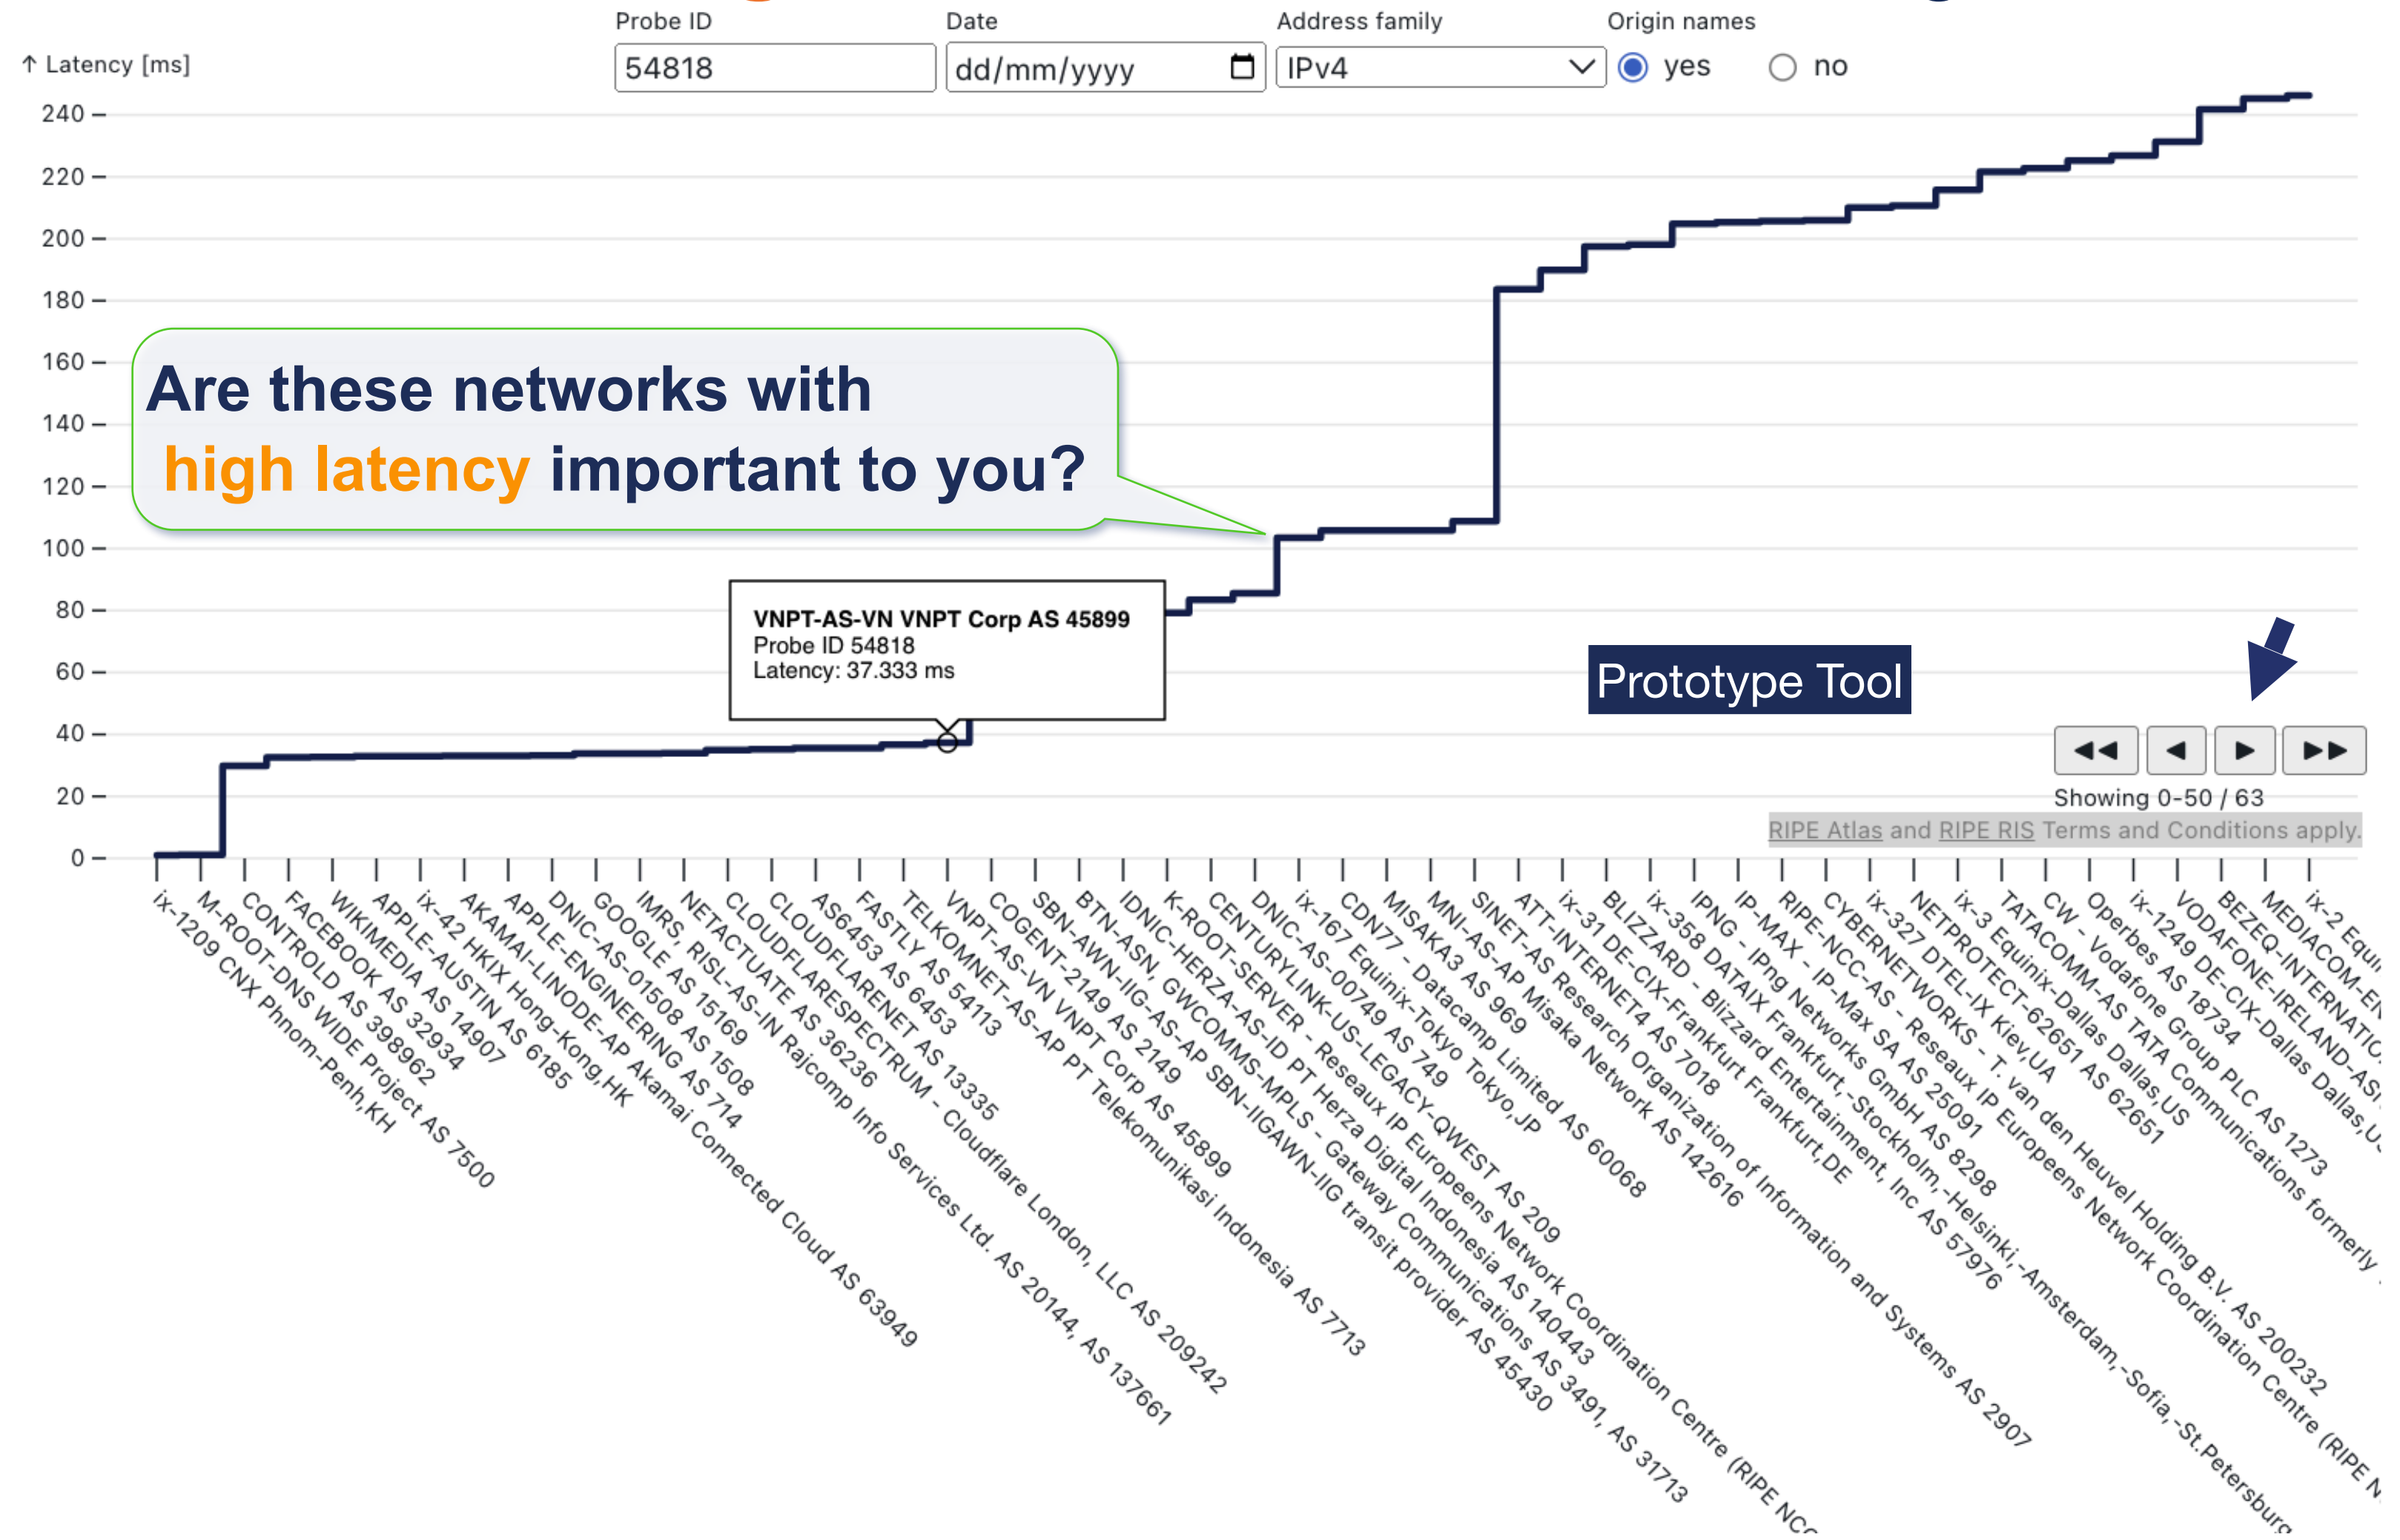 Probe ID
Date
Address family
Origin names
↑ Latency [ms]
54818
dd/mm/yyyy
IPv4
yes
no
240
220
200
180
160
140
120
100
80
60
40
20
0
Are these networks with
high latency important to you?
VNPT-AS-VN VNPT Corp AS 45899
Probe ID 54818
Latency: 37.333 ms
Prototype Tool
Showing 0-50 / 63
RIPE Atlas and RIPE RIS Terms and Conditions apply.
ix-1209 CNX Phnom-Penh,KH
M-ROOT-DNS WIDE Project AS 7500
CONTROLD AS 398962
FACEBOOK AS 32934
WIKIMEDIA AS 14907
APPLE-AUSTIN AS 6185
ix-42 HKIX Hong-Kong,HK
AKAMAI-LINODE-AP Akamai Connected Cloud AS 63949
APPLE-ENGINEERING AS 714
DNIC-AS-01508 AS 1508
GOOGLE AS 15169
IMRS, RISL-AS-IN Rajcomp Info Services Ltd. AS 20144, AS 137661
NETACTUATE AS 36236
CLOUDFLARESPECTRUM - Cloudflare London, LLC AS 209242
CLOUDFLARENET AS 13335
AS6453 AS 6453
FASTLY AS 54113
TELKOMNET-AS-AP PT Telekomunikasi Indonesia AS 7713
VNPT-AS-VN VNPT Corp AS 45899
COGENT-2149 AS 2149
SBN-AWN-IIG-AS-AP SBN-IIGAWN-IIG transit provider AS 45430
BTN-ASN, GWCOMMS-MPLS - Gateway Communications AS 3491, AS 31713
IDNIC-HERZA-AS-ID PT Herza Digital Indonesia AS 140443
K-ROOT-SERVER - Reseaux IP Europeens Network Coordination Centre (RIPE NCC
CENTURYLINK-US-LEGACY-QWEST AS 209
DNIC-AS-00749 AS 749
ix-167 Equinix-Tokyo Tokyo,JP
CDN77 - Datacamp Limited AS 60068
MISAKA3 AS 969
MNI-AS-AP Misaka Network AS 142616
SINET-AS Research Organization of Information and Systems AS 2907
ATT-INTERNET4 AS 7018
ix-31 DE-CIX-Frankfurt Frankfurt,DE
BLIZZARD - Blizzard Entertainment, Inc AS 57976
ix-358 DATAIX Frankfurt,-Stockholm,-Helsinki,-Amsterdam,-Sofia,-St.Petersburg
IPNG - IPng Networks GmbH AS 8298
IP-MAX - IP-Max SA AS 25091
RIPE-NCC-AS - Reseaux IP Europeens Network Coordination Centre (RIPE N
CYBERNETWORKS - T. van den Heuvel Holding B.V. AS 200232
ix-327 DTEL-IX Kiev,UA
NETPROTECT-62651 AS 62651
ix-3 Equinix-Dallas Dallas,US
TATACOMM-AS TATA Communications formerly
CW - Vodafone Group PLC AS 1273
Operbes AS 18734
ix-1249 DE-CIX-Dallas Dallas,US
VODAFONE-IRELAND-ASN
BEZEQ-INTERNATIO
MEDIACOM-EN
ix-2 Equin